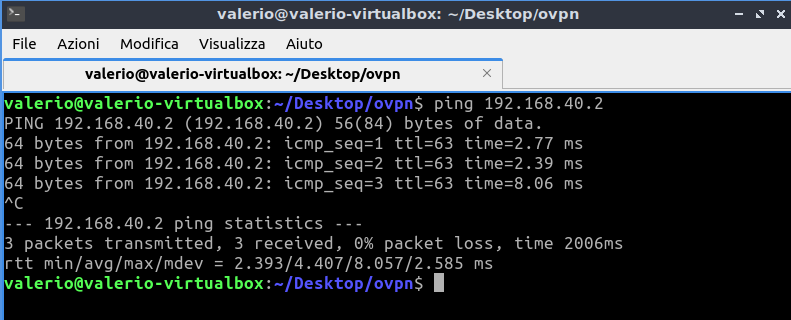 valerio@valerio-virtualbox: ~/Desktop/ovpn
File Azioni Modifica Visualizza Aiuto
valerio@valerio-virtualbox: ~/Desktop/ovpn
valerio@valerio-virtualbox:~/Desktop/ovpn$ ping 192.168.40.2
PING 192.168.40.2 (192.168.40.2) 56(84) bytes of data.
64 bytes from 192.168.40.2: icmp_seq=1 ttl=63 time=2.77 ms
64 bytes from 192.168.40.2: icmp_seq=2 ttl=63 time=2.39 ms
64 bytes from 192.168.40.2: icmp_seq=3 ttl=63 time=8.06 ms
^C
--- 192.168.40.2 ping statistics ---
3 packets transmitted, 3 received, 0% packet loss, time 2006ms
rtt min/avg/max/mdev = 2.393/4.407/8.057/2.585 ms
valerio@valerio-virtualbox:~/Desktop/ovpn$